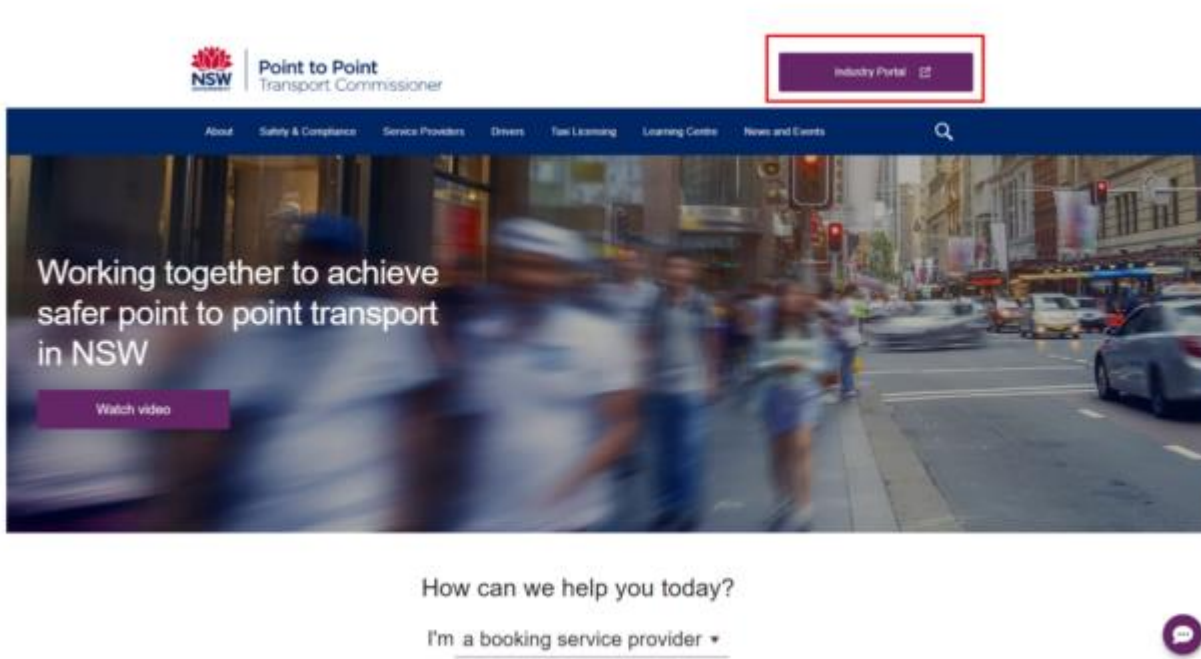 NSW
GOVERNMENT
Point to Point
Transport Commissioner
Industry Portal
About Safety & Compliance Service Providers Drivers Taxi Licensing Learning Centre News and Events
Working together to achieve
safer point to point transport
in NSW
Watch video
How can we help you today?
I'm a booking service provider